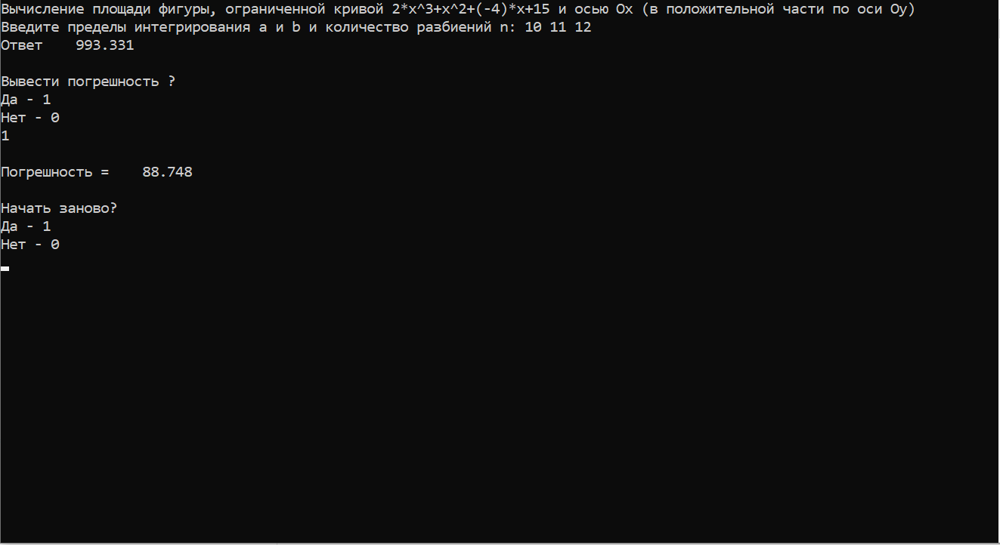 Вычисление площади фигуры, ограниченной кривой 2*x^3+x^2+(-4)*x+15 и осью Ox (в положительной части по оси Oy)
Введите пределы интегрирования a и b и количество разбиений n: 10 11 12
Ответ    993.331
Вывести погрешность ?
Да - 1
Нет - 0
1
Погрешность =    88.748
Начать заново?
Да - 1
Нет - 0